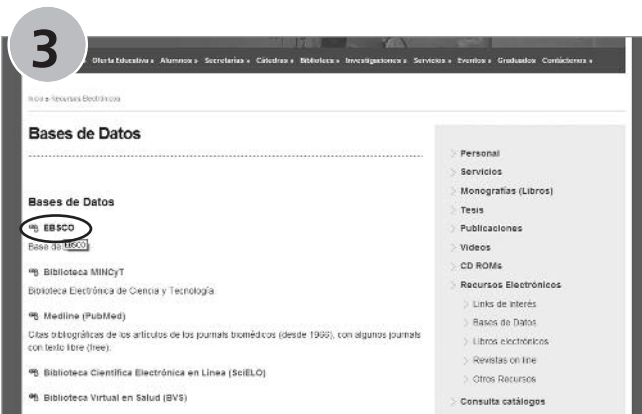 3
Oferta Educativa » Alumnos » Secretarías » Cátedras » Biblioteca » Investigaciones » Servicios » Eventos » Graduados Contáctenos »
Inicio » Recursos Electrónicos
Bases de Datos
Bases de Datos
EBSCO
Base de EBSCO
Biblioteca MINCyT
Biblioteca Electrónica de Ciencia y Tecnología.
Medline (PubMed)
Citas bibliográficas de los artículos de los journals biomédicos (desde 1966), con algunos journals
con texto libre (free).
Biblioteca Científica Electrónica en Línea (SciELO)
Biblioteca Virtual en Salud (BVS)
Personal
Servicios
Monografías (Libros)
Tesis
Publicaciones
Videos
CD ROMs
Recursos Electrónicos
Links de Interés
Bases de Datos
Libros electrónicos
Revistas on line
Otros Recursos
Consulta catálogos